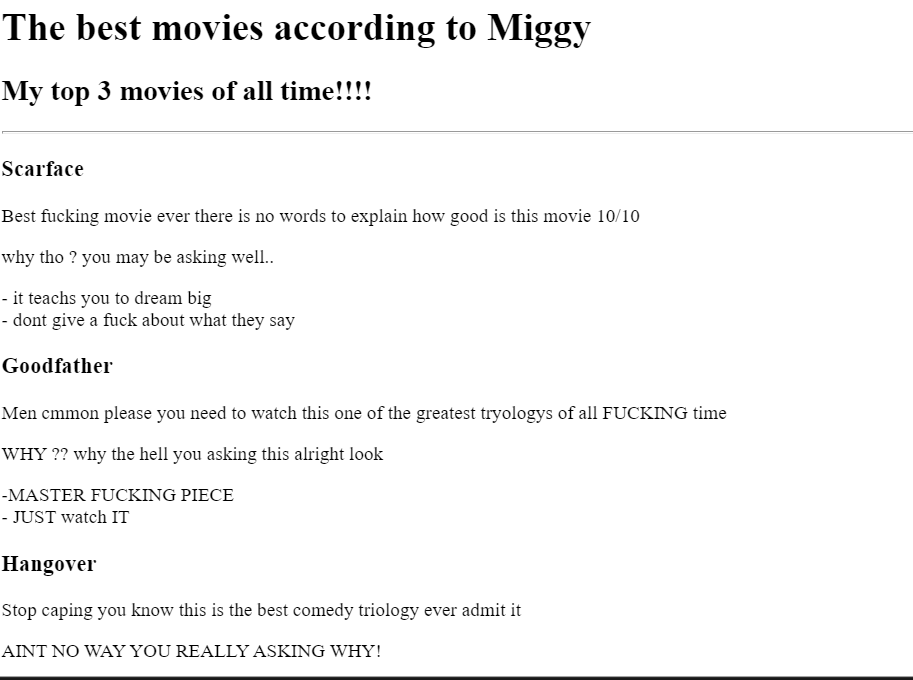 The best movies according to Miggy
My top 3 movies of all time!!!!
Scarface
Best fucking movie ever there is no words to explain how good is this movie 10/10
why tho ? you may be asking well..
- it teachs you to dream big
- dont give a fuck about what they say
Goodfather
Men cmmon please you need to watch this one of the greatest tryologys of all FUCKING time
WHY ?? why the hell you asking this alright look
-MASTER FUCKING PIECE
- JUST watch IT
Hangover
Stop caping you know this is the best comedy triology ever admit it
AINT NO WAY YOU REALLY ASKING WHY!